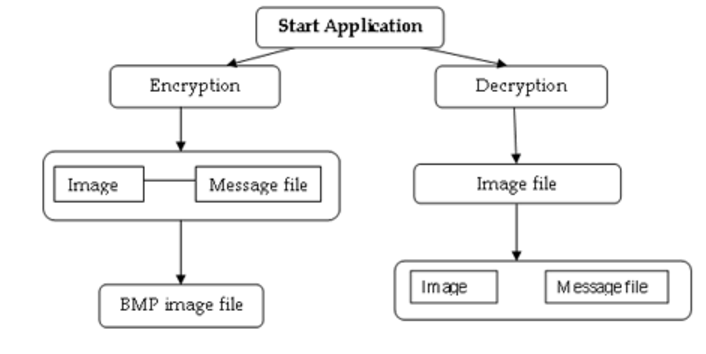 Start Application
Encryption
Decryption
Image
Message file
Image file
BMP image file
Image
Message file